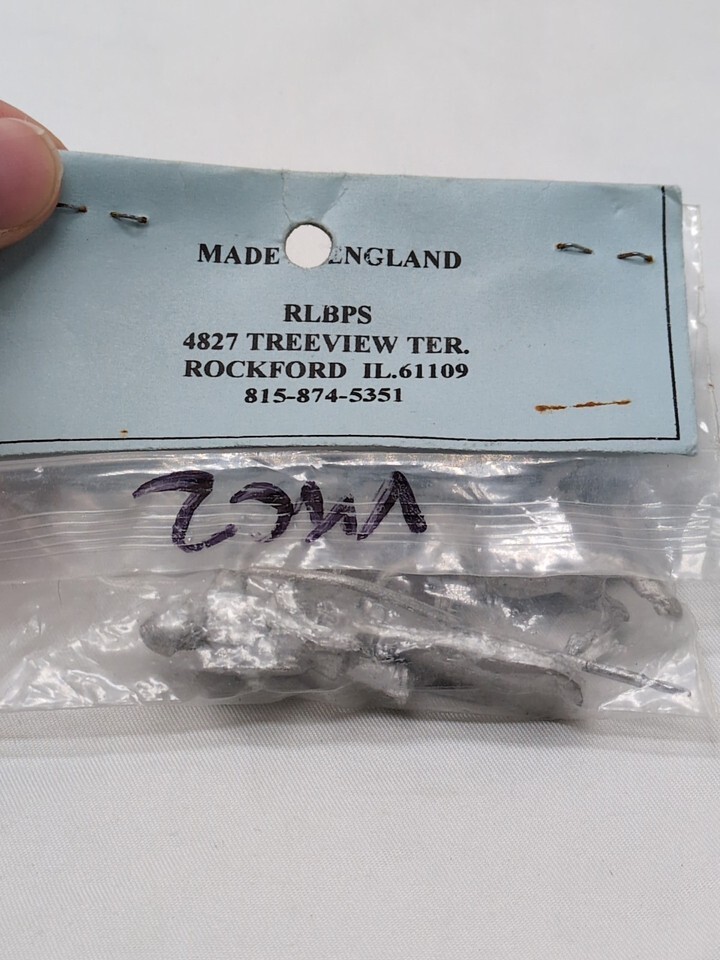 MADE ENGLAND
RLBPS
4827 TREEVIEW TER.
ROCKFORD IL.61109
815-874-5351